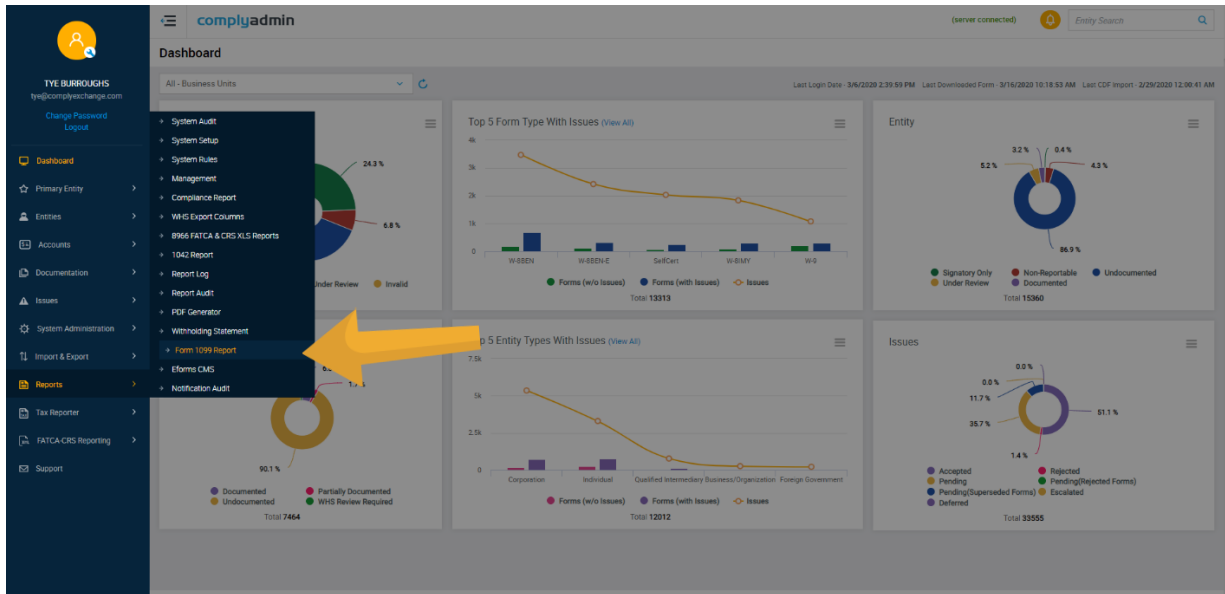 complyadmin
(server connected)
Entity Search
TYE BURROUGHS
tye@complyexchange.com
Change Password
Logout
Dashboard
Primary Entity
Entities
Accounts
Documentation
Issues
System Administration
Import & Export
Reports
Tax Reporter
FATCA-CRS Reporting
Support
Dashboard
All - Business Units
Last Login Date - 3/6/2020 2:39:59 PM Last Downloaded Form - 3/16/2020 10:18:53 AM Last CDF Import - 2/29/2020 12:00:41 AM
System Audit
System Setup
System Rules
Management
Compliance Report
WHS Export Columns
8966 FATCA & CRS XLS Reports
1042 Report
Report Log
Report Audit
PDF Generator
Withholding Statement
Form 1099 Report
Eforms CMS
Notification Audit
24.3 %
6.8 %
Under Review
Invalid
Top 5 Form Type With Issues (View All)
4k
3k
2k
1k
0
W-8BEN W-8BEN-E SelfCert W-8IMY W-9
Forms (w/o Issues) Forms (with Issues) Issues
Total 13313
Entity
3.2 % 0.4 %
5.2 % 4.3 %
86.9 %
Signatory Only Non-Reportable Undocumented
Under Review Documented
Total 15360
90.1 %
Documented Partially Documented
Undocumented WHS Review Required
Total 7464
p 5 Entity Types With Issues (View All)
7.5k
5k
2.5k
0
Corporation Individual Qualified Intermediary Business/Organization Foreign Government
Forms (w/o Issues) Forms (with Issues) Issues
Total 12012
Issues
0.0 %
0.0 %
11.7 %
51.1 %
35.7 %
1.4 %
Accepted Rejected
Pending Pending(Rejected Forms)
Pending(Superseded Forms) Escalated
Deferred
Total 33555